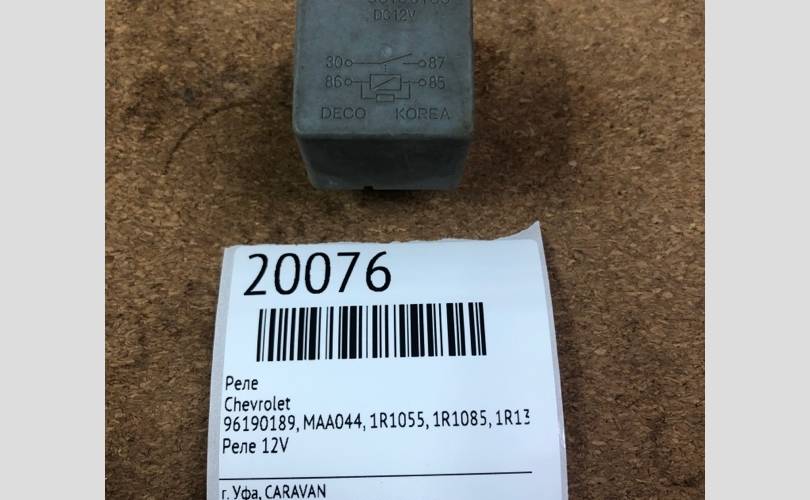 DC12V
30 87
86 85
DECO KOREA
20076
Реле
Chevrolet
96190189, MAA044, 1R1055, 1R1085, 1R13
Реле 12V
г. Уфа, CARAVAN